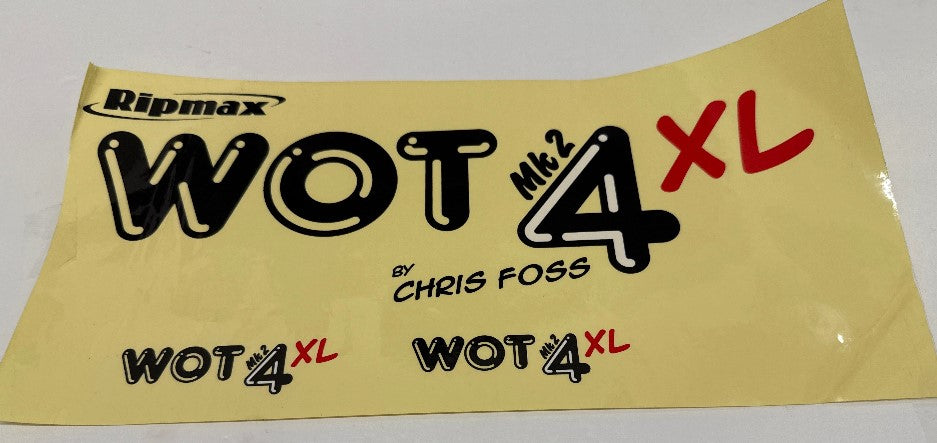 Ripmax
WOT Mk2 4 XL
BY
CHRIS FOSS
WOT Mk2 4 XL
WOT Mk2 4 XL